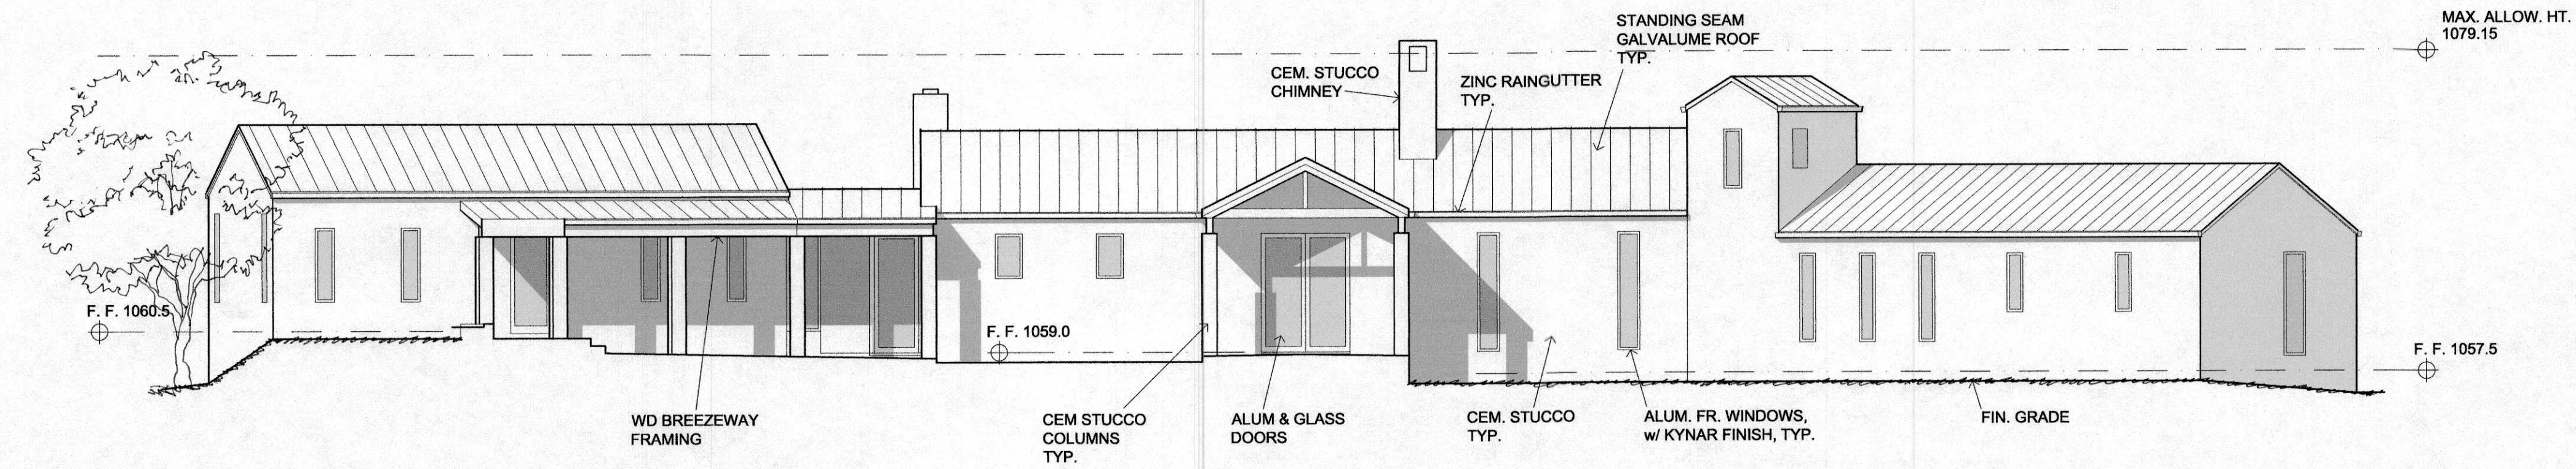 STANDING SEAM
GALVALUME ROOF
TYP.
MAX. ALLOW. HT.
1079.15
CEM. STUCCO
CHIMNEY
ZINC RAINGUTTER
TYP.
F. F. 1060.5
F. F. 1059.0
F. F. 1057.5
WD BREEZEWAY
FRAMING
CEM STUCCO
COLUMNS
TYP.
ALUM & GLASS
DOORS
CEM. STUCCO
TYP.
ALUM. FR. WINDOWS,
w/ KYNAR FINISH, TYP.
FIN. GRADE